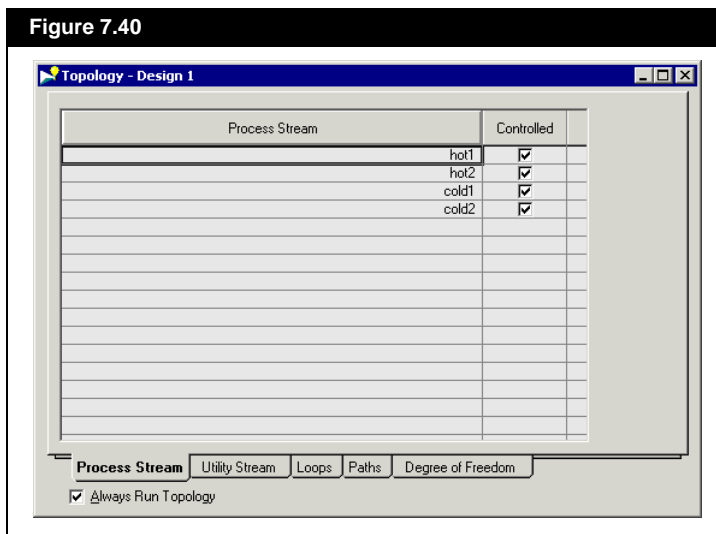 Figure 7.40
Topology - Design 1
Process Stream Controlled
hot1
hot2
cold1
cold2
Process Stream Utility Stream Loops Paths Degree of Freedom
Always Run Topology